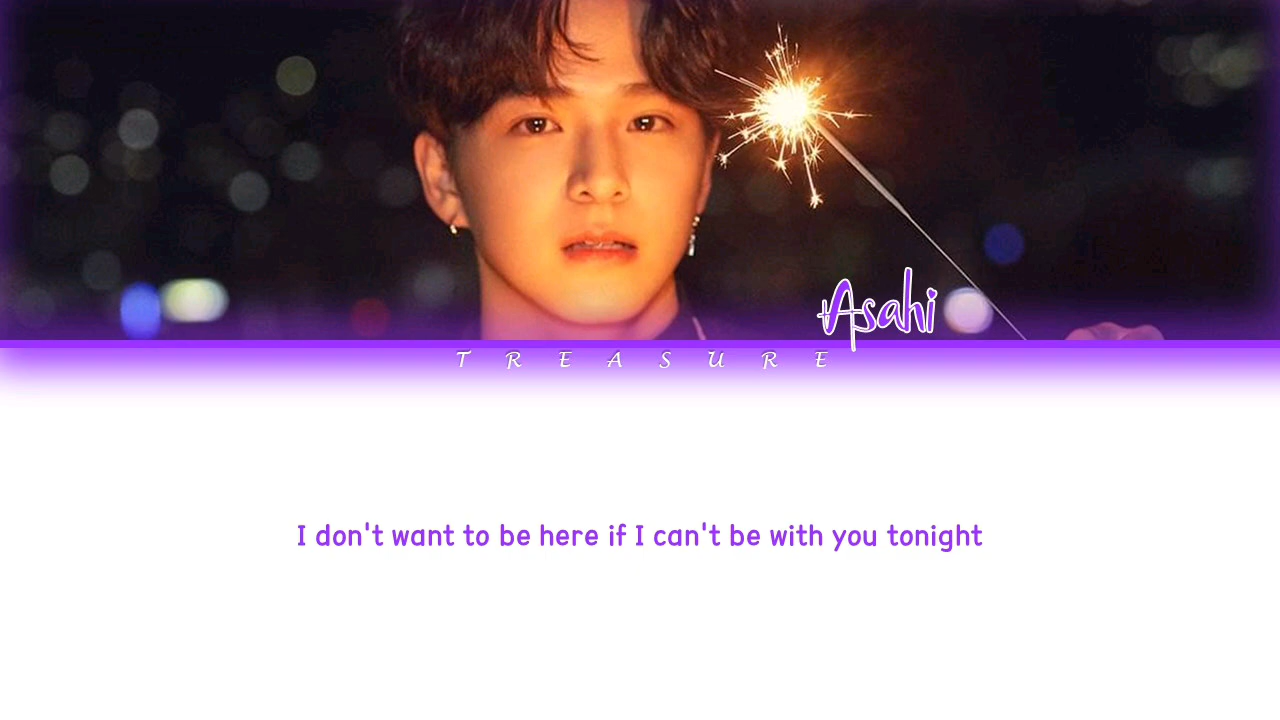 Asahi
T R E A S U R E
I don't want to be here if I can't be with you tonight